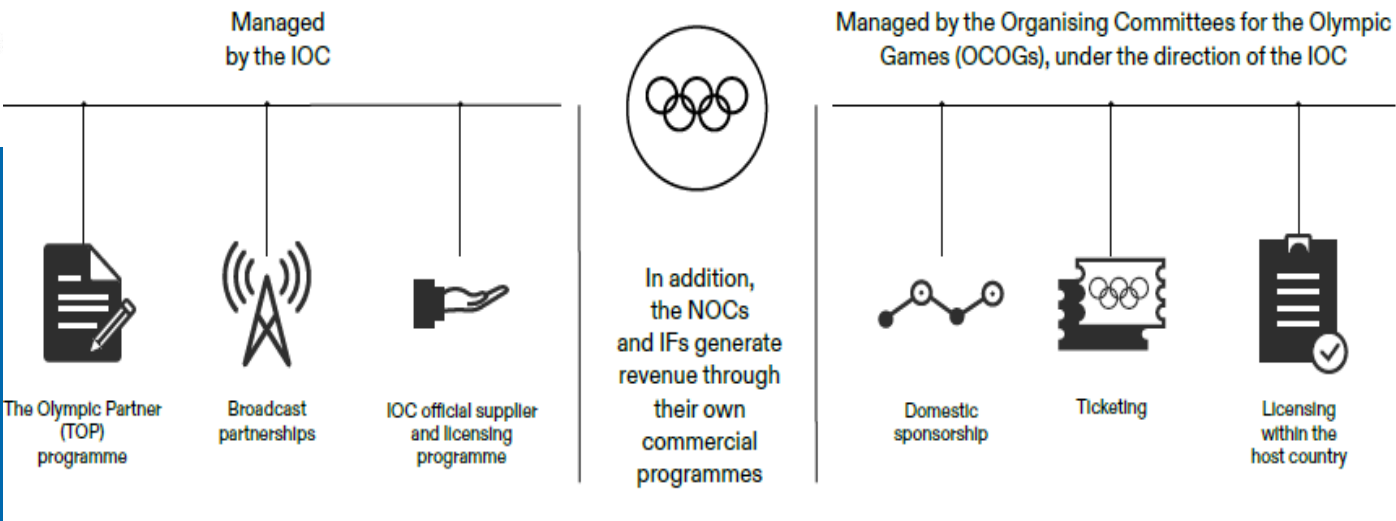 Managed
by the IOC
The Olympic Partner
(TOP)
programme
Broadcast
partnerships
IOC official supplier
and licensing
programme
In addition,
the NOCs
and IFs generate
revenue through
their own
commercial
programmes
Managed by the Organising Committees for the Olympic
Games (OCOGs), under the direction of the IOC
Domestic
sponsorship
Ticketing
Licensing
within the
host country